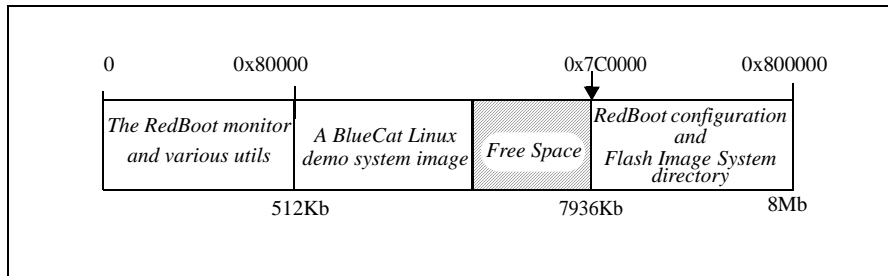 0 0x80000 0x7C0000 0x800000
The RedBoot monitor
and various utils
A BlueCat Linux
demo system image
Free Space
RedBoot configuration
and
Flash Image System
directory
512Kb 7936Kb 8Mb